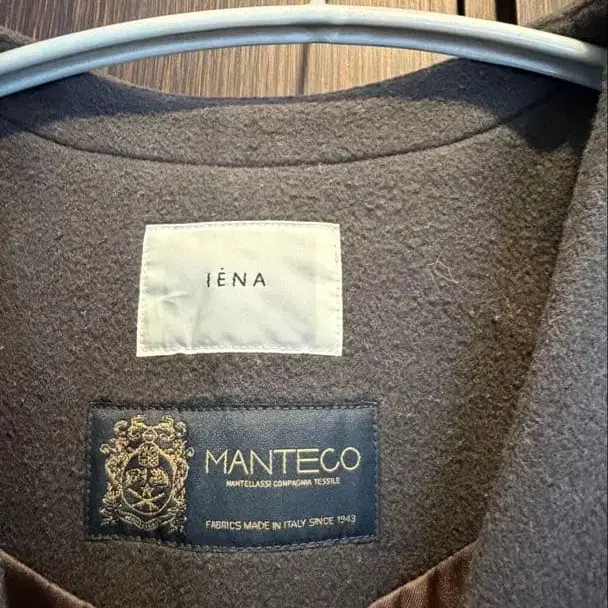 IÉNA
MANTECO
MANTELLASSI COMPAGNIA TESSILE
FABRICS MADE IN ITALY SINCE 1943